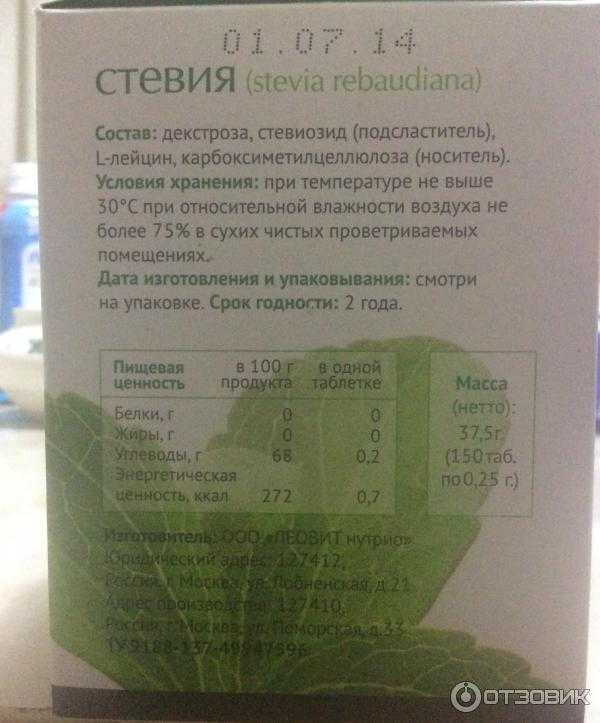 01.07.14
стевия (stevia rebaudiana)
Состав: декстроза, стевиозид (подсластитель),
L-лейцин, карбоксиметилцеллюлоза (носитель).
Условия хранения: при температуре не выше
30°С при относительной влажности воздуха не
более 75% в сухих чистых проветриваемых
помещениях.
Дата изготовления и упаковывания: смотри
на упаковке. Срок годности: 2 года.
Пищевая ценность в 100 г продукта в одной таблетке
Белки, г 0 0
Жиры, г 0 0
Углеводы, г 68 0,2
Энергетическая
ценность, ккал 272 0,7
Масса
(нетто):
37,5г.
(150 таб.
по 0,25 г.)
Изготовитель: ООО «ЛЕОВИТ нутрио»
Юридический адрес: 127412,
Россия, г. Москва, ул. Лобненская, д.21
Адрес производства: 127410,
Россия, г. Москва, ул. Поморская, д.33
ТУ 9188-137-49947596
ОТЗОВИК